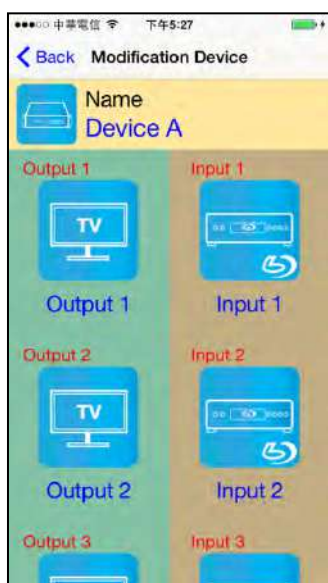 中華電信 下午5:27
Back Modification Device
Name
Device A
Output 1 Input 1
TV
Output 1 Input 1
Output 2 Input 2
TV
Output 2 Input 2
Output 3 Input 3